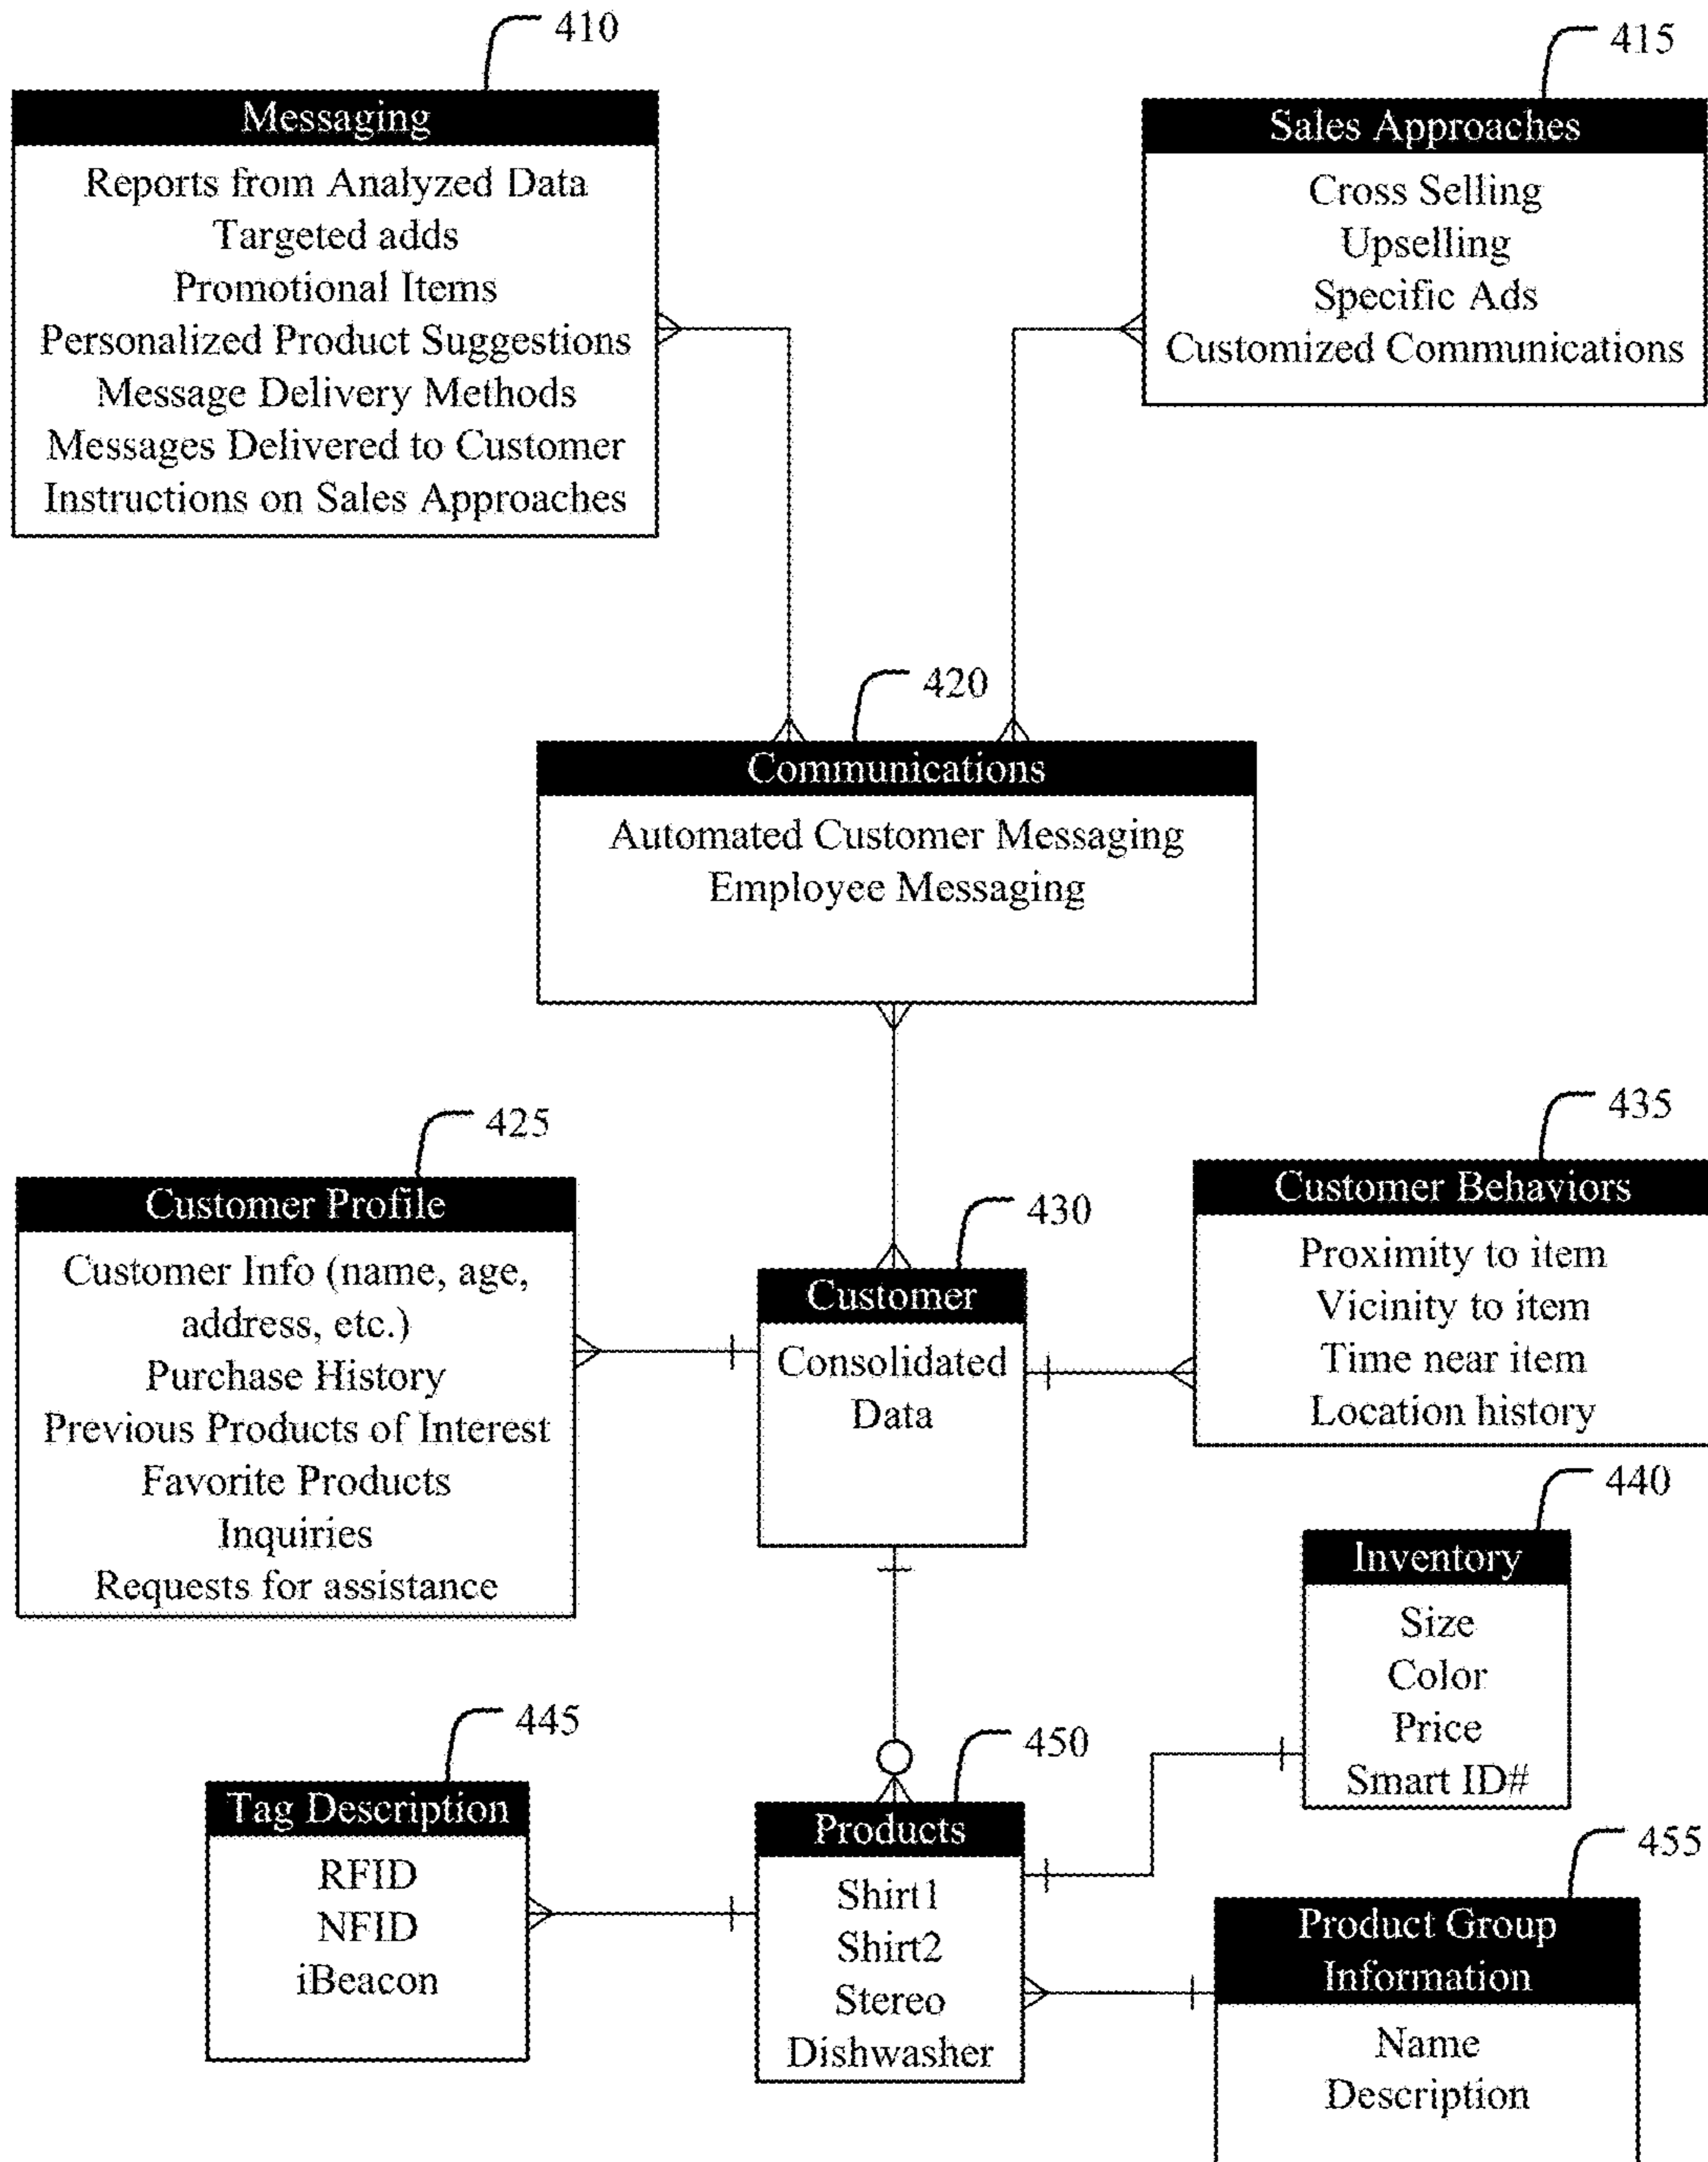 410
Messaging
Reports from Analyzed Data
Targeted adds
Promotional Items
Personalized Product Suggestions
Message Delivery Methods
Messages Delivered to Customer
Instructions on Sales Approaches
415
Sales Approaches
Cross Selling
Upselling
Specific Ads
Customized Communications
420
Communications
Automated Customer Messaging
Employee Messaging
425
Customer Profile
Customer Info (name, age,
address, etc.)
Purchase History
Previous Products of Interest
Favorite Products
Inquiries
Requests for assistance
430
Customer
Consolidated
Data
435
Customer Behaviors
Proximity to item
Vicinity to item
Time near item
Location history
440
Inventory
Size
Color
Price
Smart ID#
445
Tag Description
RFID
NFID
iBeacon
450
Products
Shirt1
Shirt2
Stereo
Dishwasher
455
Product Group
Information
Name
Description